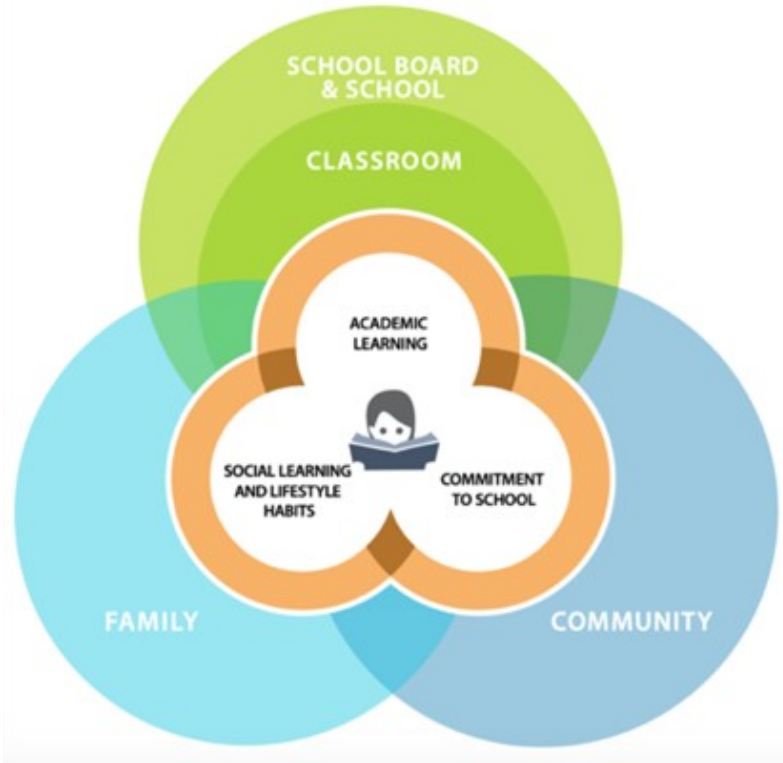 SCHOOL BOARD
& SCHOOL
CLASSROOM
ACADEMIC
LEARNING
SOCIAL LEARNING
AND LIFESTYLE
HABITS
COMMITMENT
TO SCHOOL
FAMILY
COMMUNITY